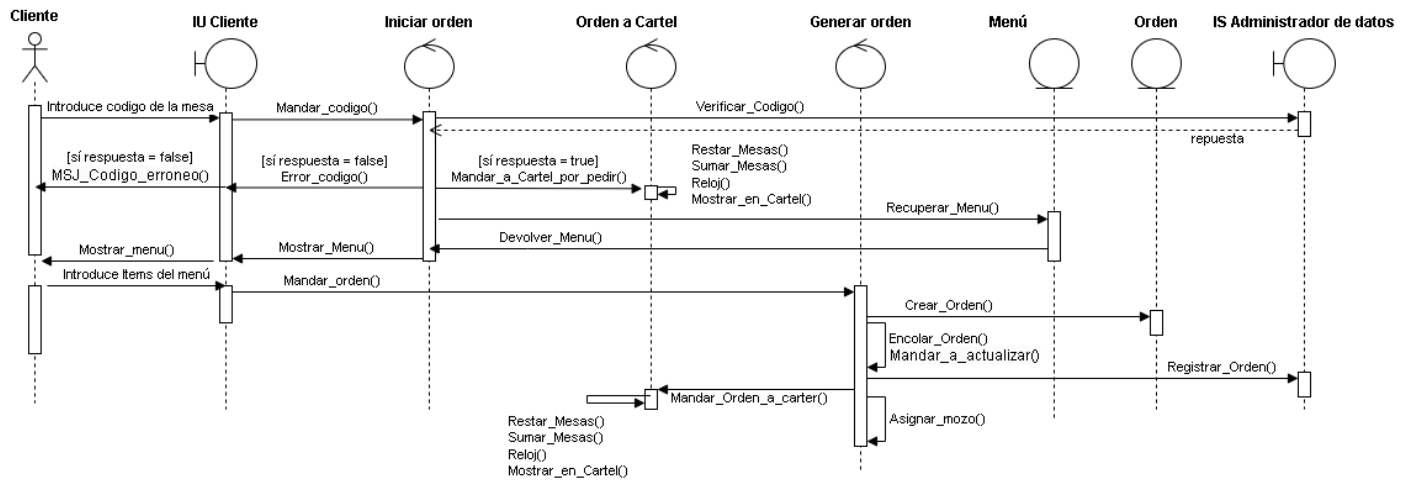 Cliente
IU Cliente
Iniciar orden
Orden a Cartel
Generar orden
Menú
Orden
IS Administrador de datos
Introduce codigo de la mesa
Mandar_codigo()
Verificar_Codigo()
repuesta
[sí respuesta = false]
MSJ_Codigo_erroneo()
[sí respuesta = false]
Error_codigo()
[sí respuesta = true]
Mandar_a_Cartel_por_pedir()
Restar_Mesas()
Sumar_Mesas()
Reloj()
Mostrar_en_Cartel()
Recuperar_Menu()
Devolver_Menu()
Mostrar_Menu()
Mostrar_menu()
Introduce Items del menú
Mandar_orden()
Crear_Orden()
Encolar_Orden()
Mandar_a_actualizar()
Registrar_Orden()
Mandar_Orden_a_carter()
Asignar_mozo()
Restar_Mesas()
Sumar_Mesas()
Reloj()
Mostrar_en_Cartel()